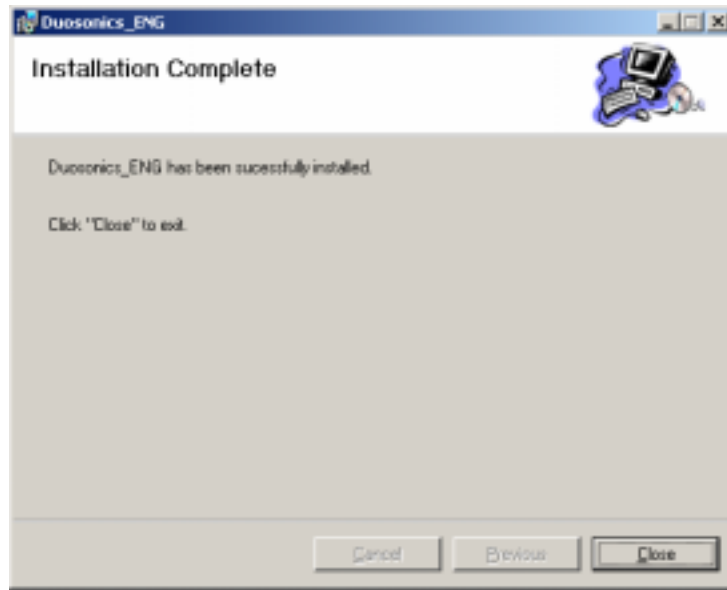 Duosonics_ENG
Installation Complete
Duosonics_ENG has been sucessfully installed.
Click "Close" to exit.
Cancel
Previous
Close